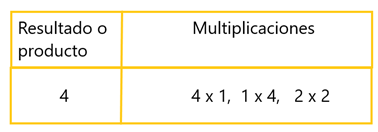 Resultado o
producto
Multiplicaciones
4
4 x 1, 1 x 4, 2 x 2